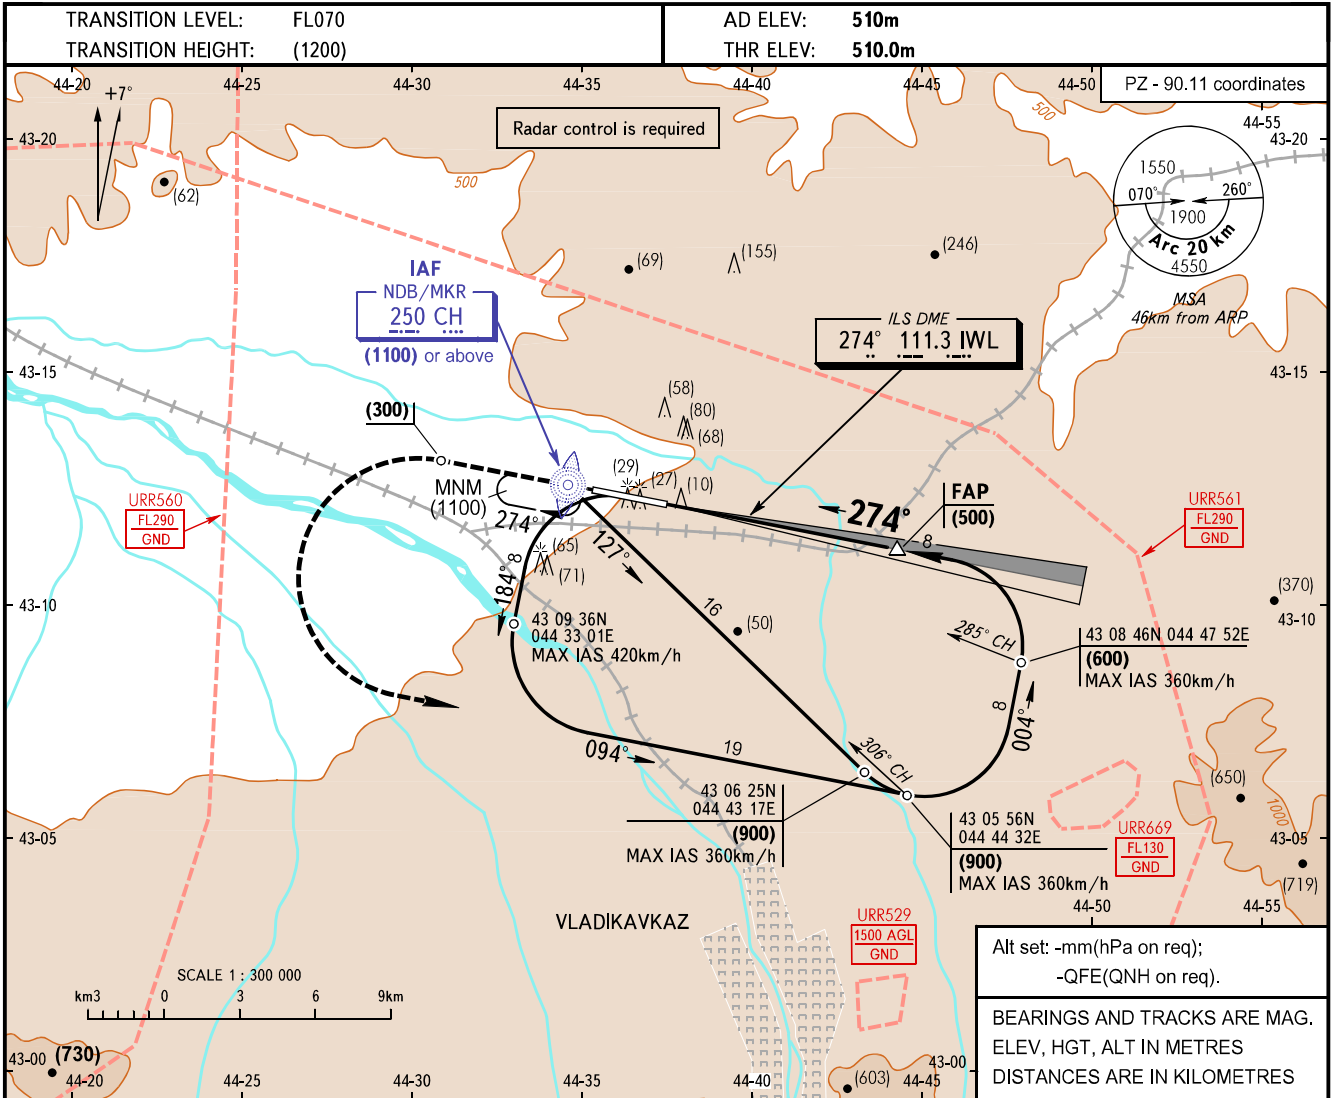 TRANSITION LEVEL: FL070
TRANSITION HEIGHT: (1200)
AD ELEV: 510m
THR ELEV: 510.0m
44-20
44-30
44-35
44-40
44-45
44-50
PZ - 90.11 coordinates
+7°
43-20
(62)
500
Radar control is required
500
44-55
43-20
1550
070°
260°
1900
Arc 20 km
4550
MSA
46km from ARP
(69)
(155)
(246)
IAF
NDB/MKR
250 CH
(1100) or above
ILS DME
274° 111.3 IWL
43-15
43-15
(58)
(80)
(68)
(300)
MNM
(1100)
(29)
(27)
(10)
FAP
(500)
274°
274°
8
URR560
FL290
GND
URR561
FL290
GND
127°
(65)
(71)
8
184°
43-10
16
(50)
(370)
43-10
43 09 36N
044 33 01E
MAX IAS 420km/h
285° CH
43 08 46N 044 47 52E
(600)
MAX IAS 360km/h
8
004°
094°
19
306° CH
43 06 25N
044 43 17E
(900)
MAX IAS 360km/h
43 05 56N
044 44 32E
(900)
MAX IAS 360km/h
(650)
1000
URR669
FL130
GND
43-05
43-05
(719)
44-50
44-55
VLADIKAVKAZ
URR529
1500 AGL
GND
SCALE 1 : 300 000
km3 0 3 6 9km
Alt set: -mm(hPa on req);
-QFE(QNH on req).
BEARINGS AND TRACKS ARE MAG.
ELEV, HGT, ALT IN METRES
DISTANCES ARE IN KILOMETRES
43-00
(730)
43-00
(603)
44-20
44-25
44-30
44-35
44-40
44-45